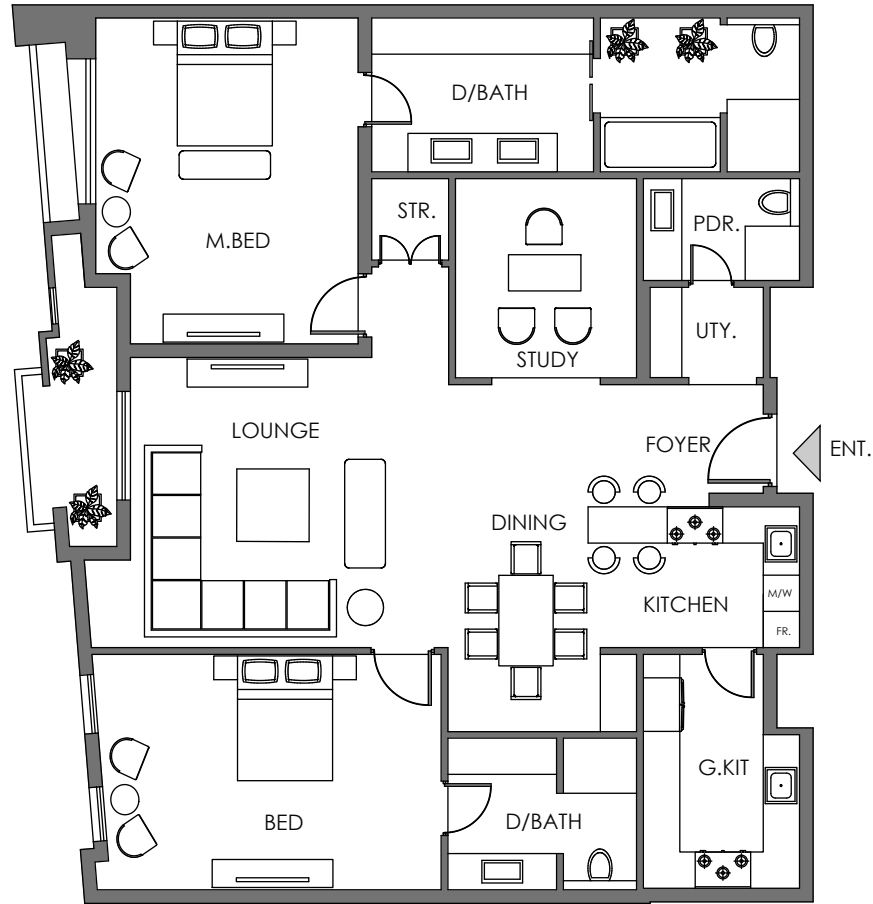 D/BATH
STR.
PDR.
M.BED
UTY.
STUDY
LOUNGE
FOYER
ENT.
DINING
M/W
KITCHEN
FR.
G.KIT
BED
D/BATH